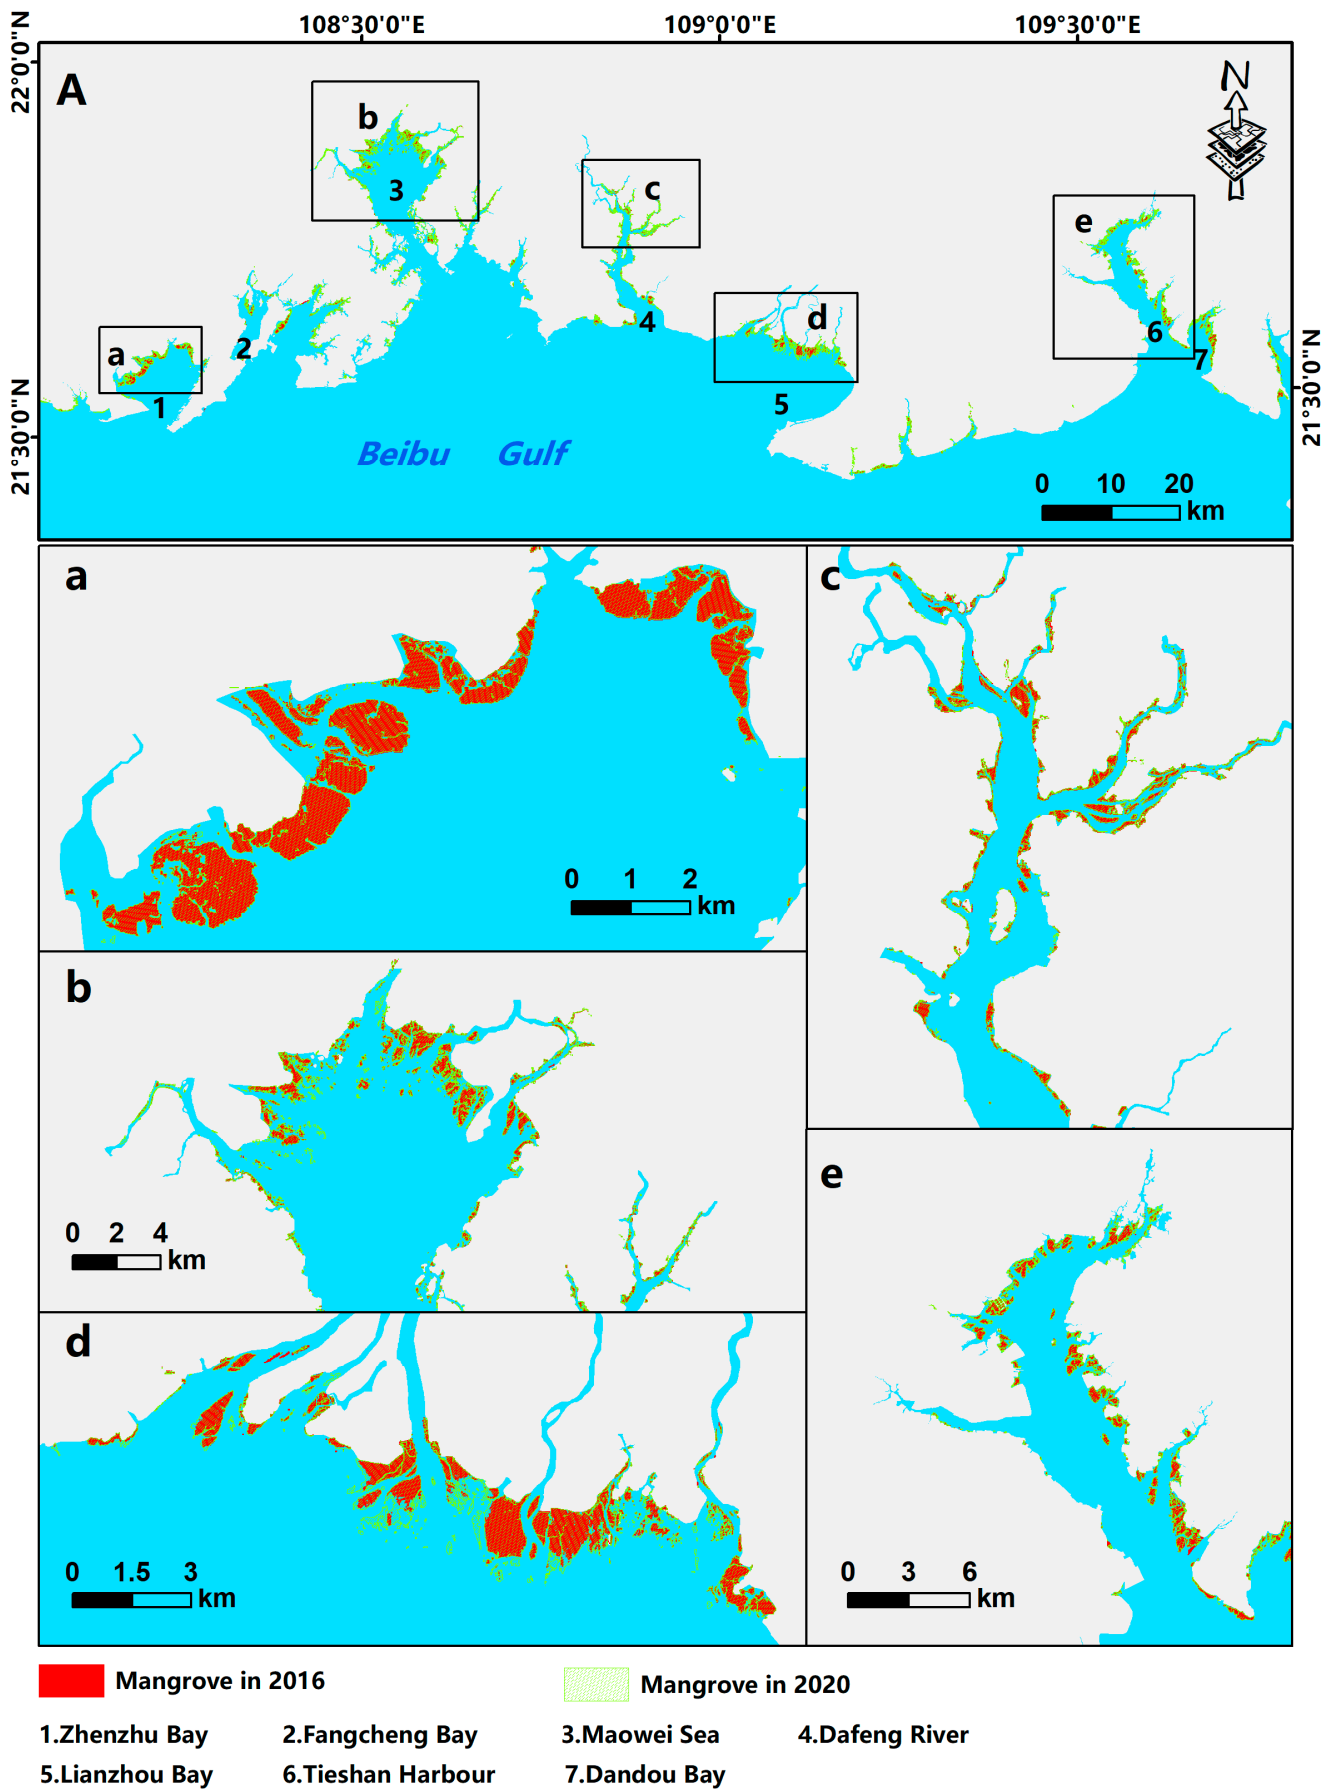 108°30'0"E 109°0'0"E 109°30'0"E
22°0'0"N
A
N
b
3
c
e
a
2
1
4
d
5
6
7
21°30'0"N
21°30'0"N
Beibu Gulf
0 10 20
km
a
0 1 2
km
c
b
0 2 4
km
e
0 3 6
km
d
0 1.5 3
km
Mangrove in 2016 Mangrove in 2020
1.Zhenzhu Bay 2.Fangcheng Bay 3.Maowei Sea 4.Dafeng River
5.Lianzhou Bay 6.Tieshan Harbour 7.Dandou Bay